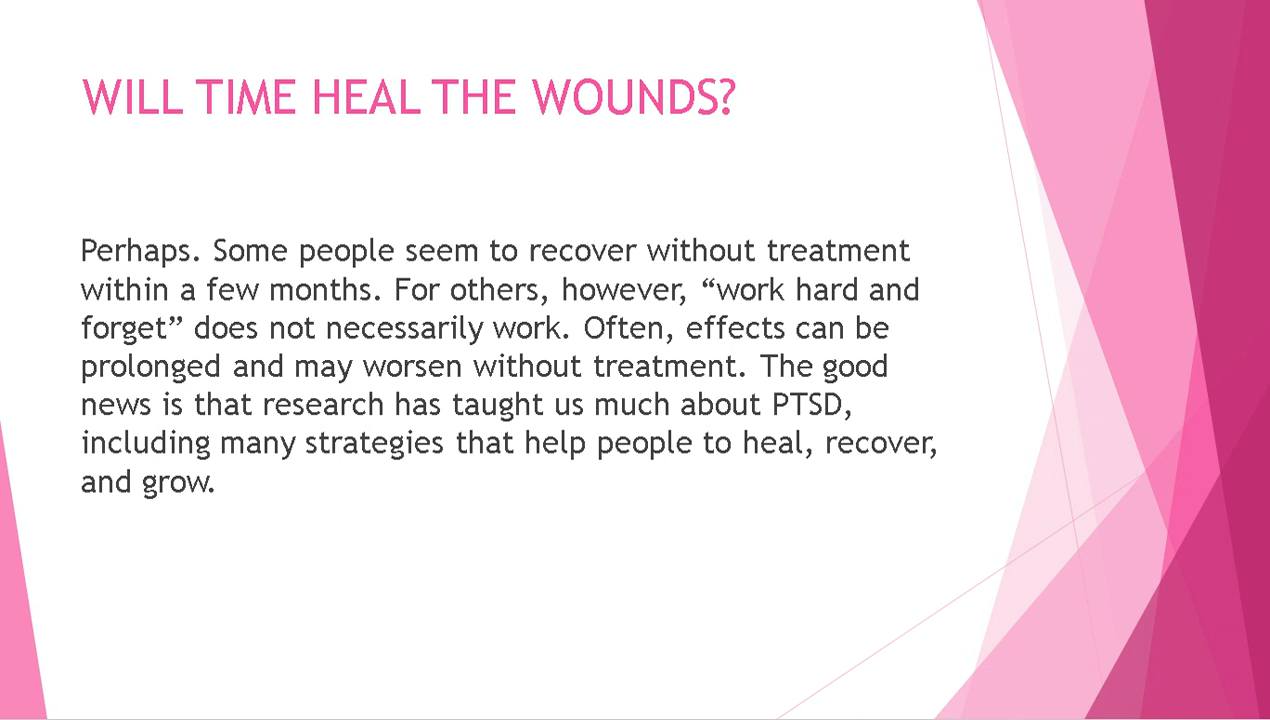 WILL TIME HEAL THE WOUNDS?
Perhaps. Some people seem to recover without treatment
within a few months. For others, however, “work hard and
forget” does not necessarily work. Often, effects can be
prolonged and may worsen without treatment. The good
news is that research has taught us much about PTSD,
including many strategies that help people to heal, recover,
and grow.